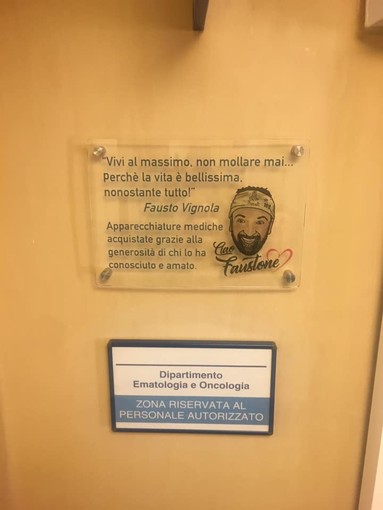 "Vivi al massimo, non mollare mai...
perchè la vita è bellissima,
nonostante tutto!"
Fausto Vignola
Apparecchiature mediche
acquistate grazie alla
generosità di chi lo ha
conosciuto e amato.
Ciao
Faustone
Dipartimento
Ematologia e Oncologia
ZONA RISERVATA AL
PERSONALE AUTORIZZATO